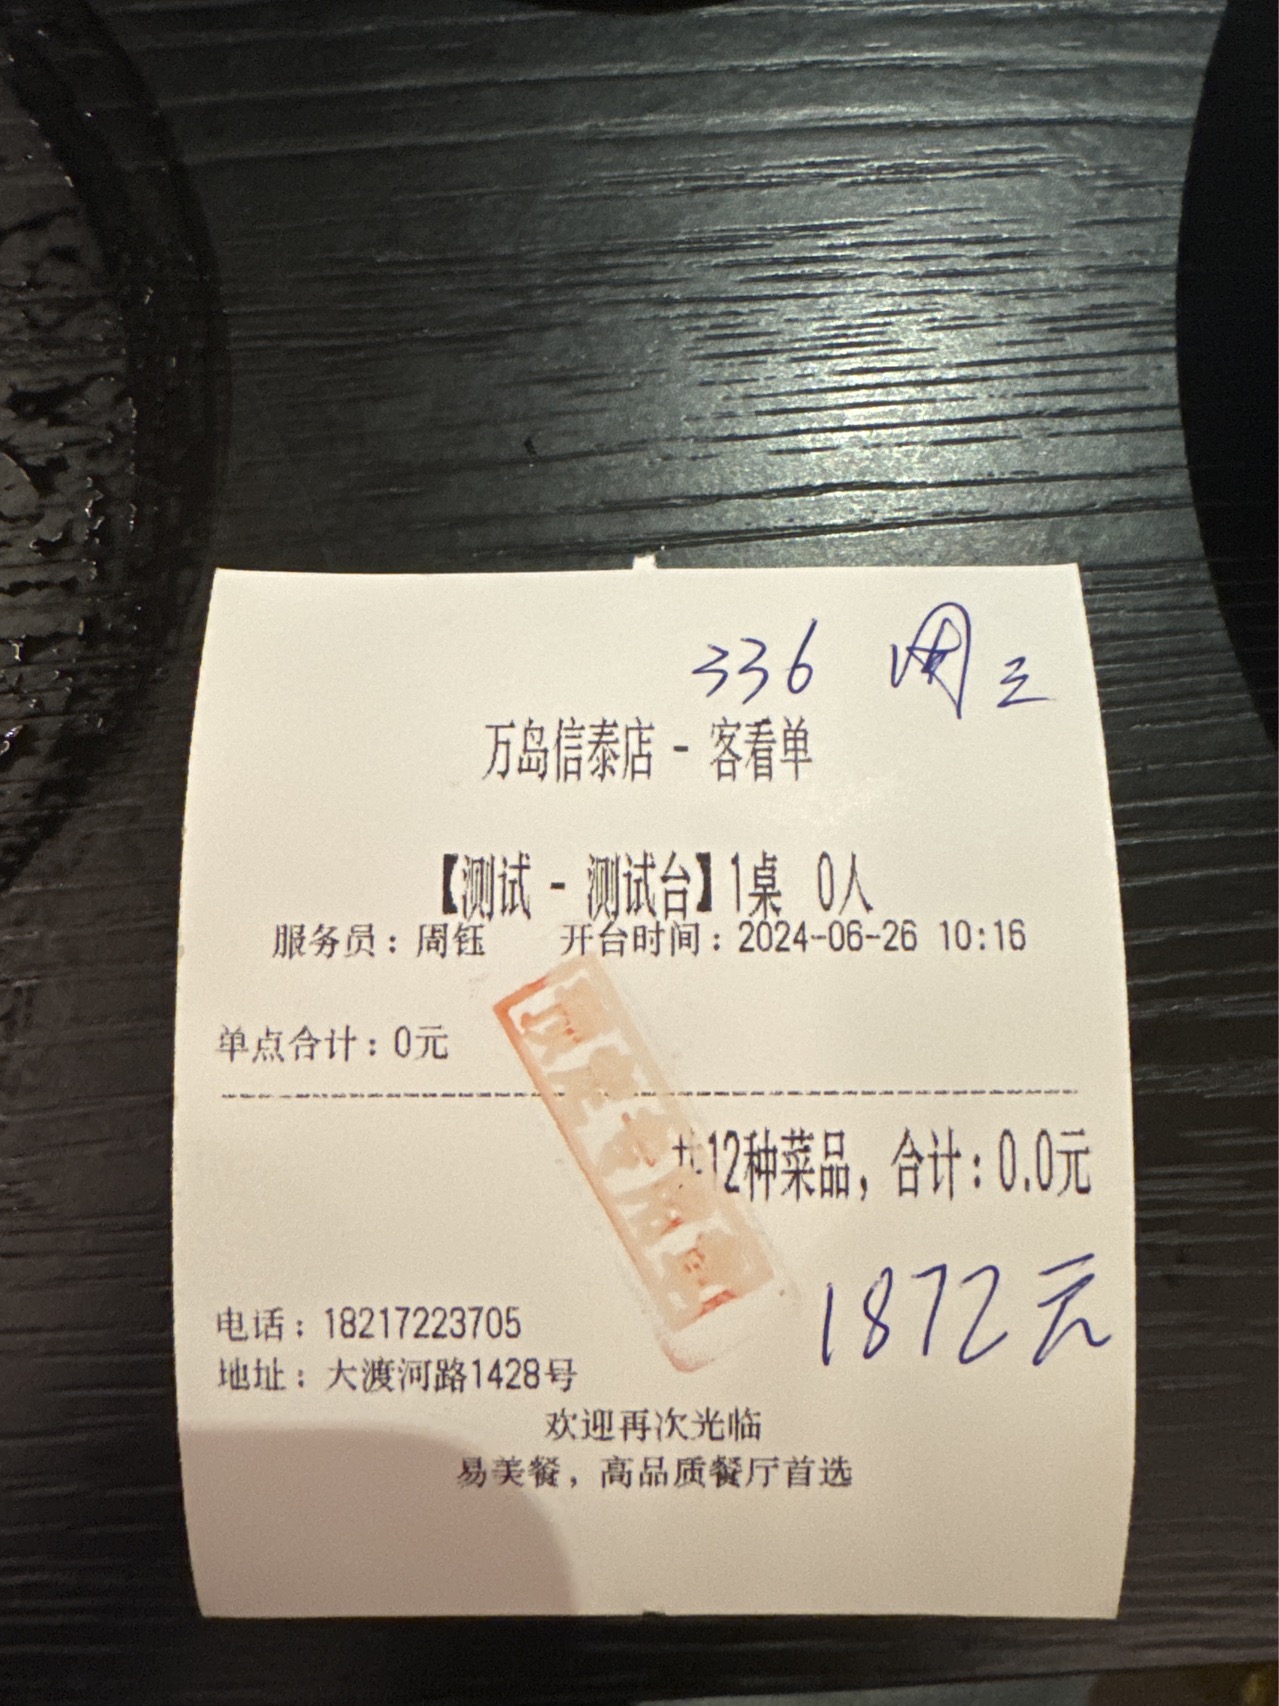 336
万岛信泰店 - 客看单
【测试 - 测试台】1桌 0人
服务员：周钰 开台时间：2024-06-26 10:16
单点合计：0元
共12种菜品，合计：0.0元
1872元
电话：18217223705
地址：大渡河路1428号
欢迎再次光临
易美餐，高品质餐厅首选